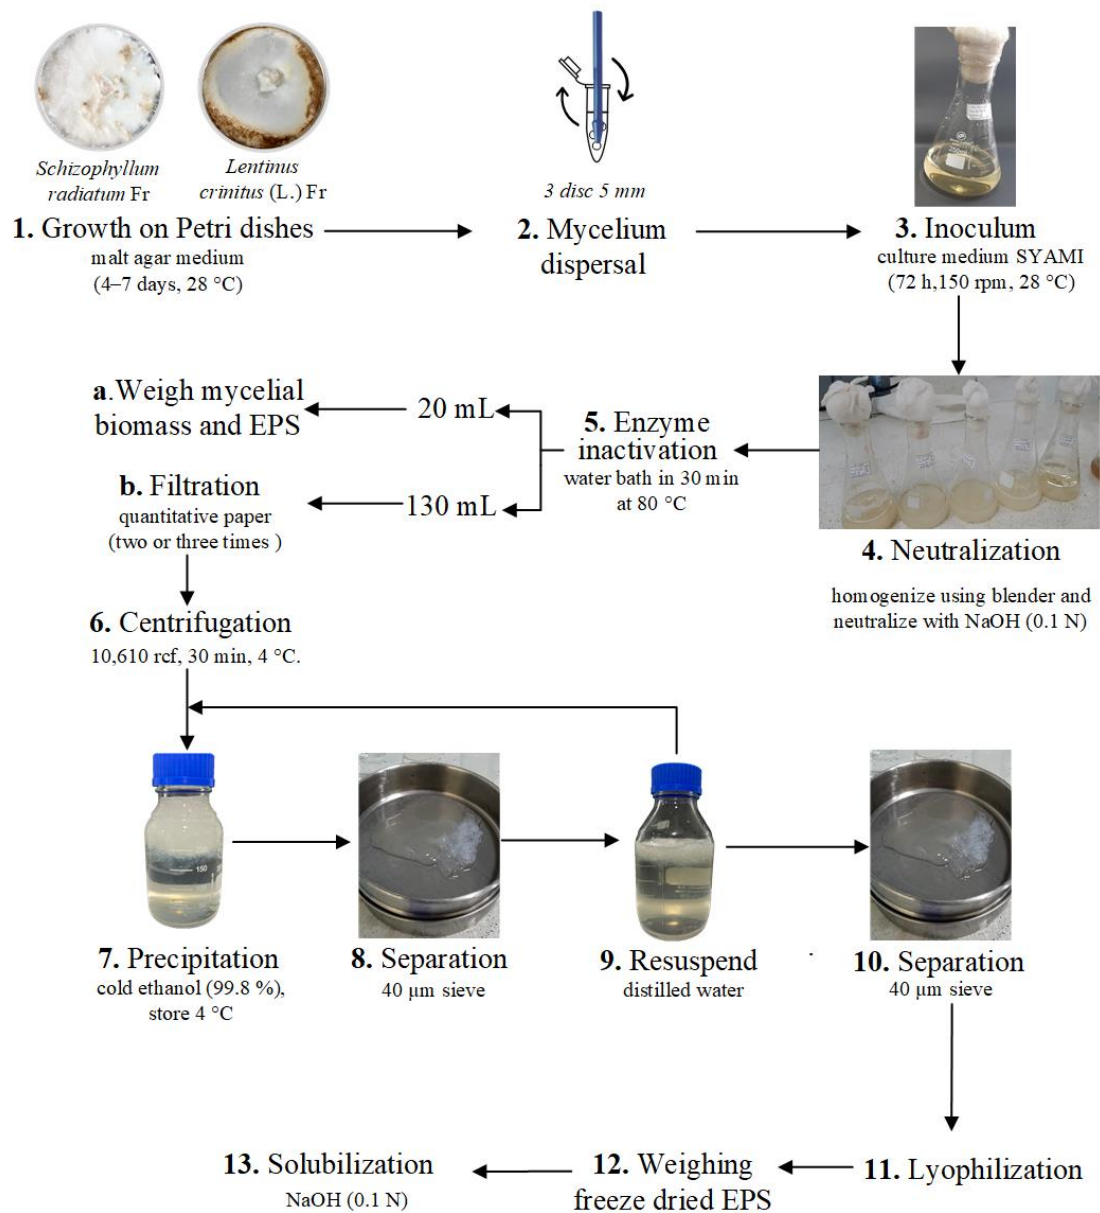 Schizophyllum
radiatum Fr
Lentinus
crinitus (L.) Fr
1. Growth on Petri dishes
malt agar medium
(4–7 days, 28 °C)
3 disc 5 mm
2. Mycelium
dispersal
3. Inoculum
culture medium SYAMI
(72 h,150 rpm, 28 °C)
4. Neutralization
homogenize using blender and
neutralize with NaOH (0.1 N)
5. Enzyme
inactivation
water bath in 30 min
at 80 °C
20 mL
130 mL
a.Weigh mycelial
biomass and EPS
b. Filtration
quantitative paper
(two or three times )
6. Centrifugation
10,610 rcf, 30 min, 4 °C.
150
7. Precipitation
cold ethanol (99.8 %),
store 4 °C
8. Separation
40 μm sieve
9. Resuspend
distilled water
10. Separation
40 μm sieve
11. Lyophilization
12. Weighing
freeze dried EPS
13. Solubilization
NaOH (0.1 N)